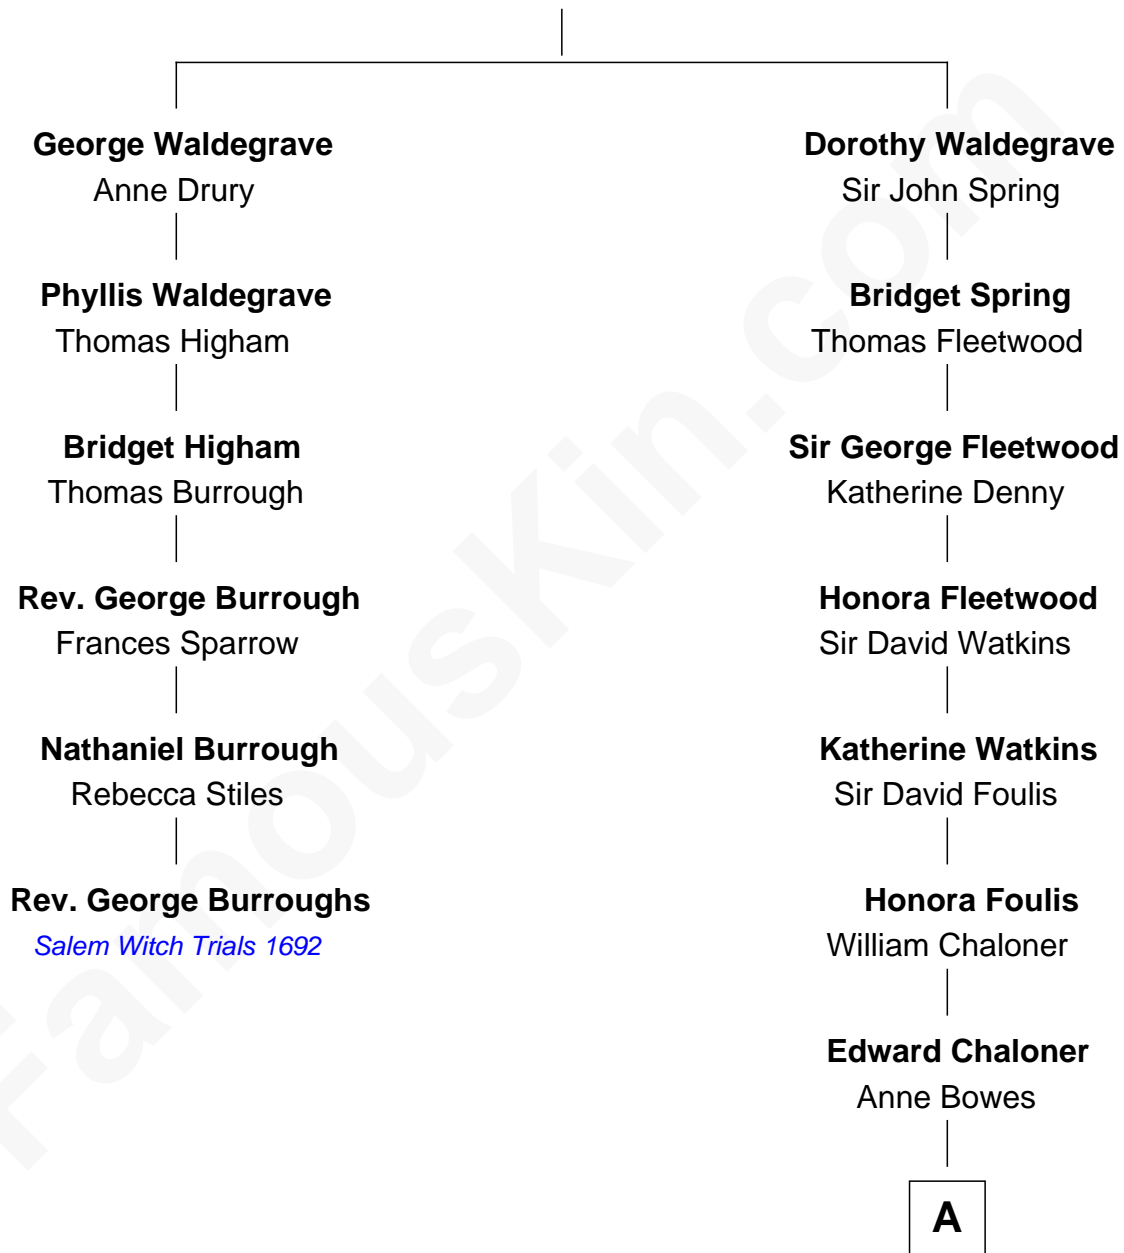 George Waldegrave
Anne Drury
Phyllis Waldegrave
Thomas Higham
Bridget Higham
Thomas Burrough
Rev. George Burrough
Frances Sparrow
Nathaniel Burrough
Rebecca Stiles
Rev. George Burroughs
Salem Witch Trials 1692
Dorothy Waldegrave
Sir John Spring
Bridget Spring
Thomas Fleetwood
Sir George Fleetwood
Katherine Denny
Honora Fleetwood
Sir David Watkins
Katherine Watkins
Sir David Foulis
Honora Foulis
William Chaloner
Edward Chaloner
Anne Bowes
A
FamousKin.com